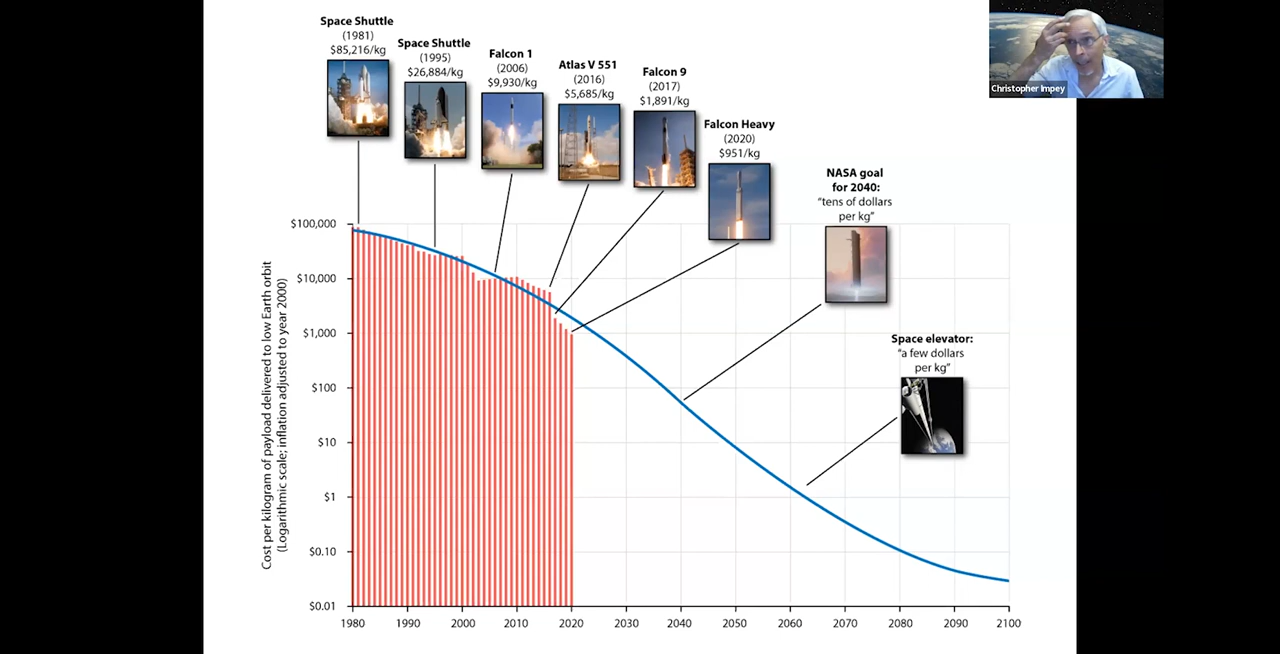 Space Shuttle
(1981)
$85,216/kg
Space Shuttle
(1995)
$26,884/kg
Falcon 1
(2006)
$9,930/kg
Atlas V 551
(2016)
$5,685/kg
Falcon 9
(2017)
$1,891/kg
Falcon Heavy
(2020)
$951/kg
NASA goal
for 2040:
“tens of dollars
per kg”
Space elevator:
“a few dollars
per kg”
Christopher Impey
Cost per kilogram of payload delivered to low Earth orbit
(Logarithmic scale; inflation adjusted to year 2000)
$100,000
$10,000
$1,000
$100
$10
$1
$0.10
$0.01
1980
1990
2000
2010
2020
2030
2040
2050
2060
2070
2080
2090
2100